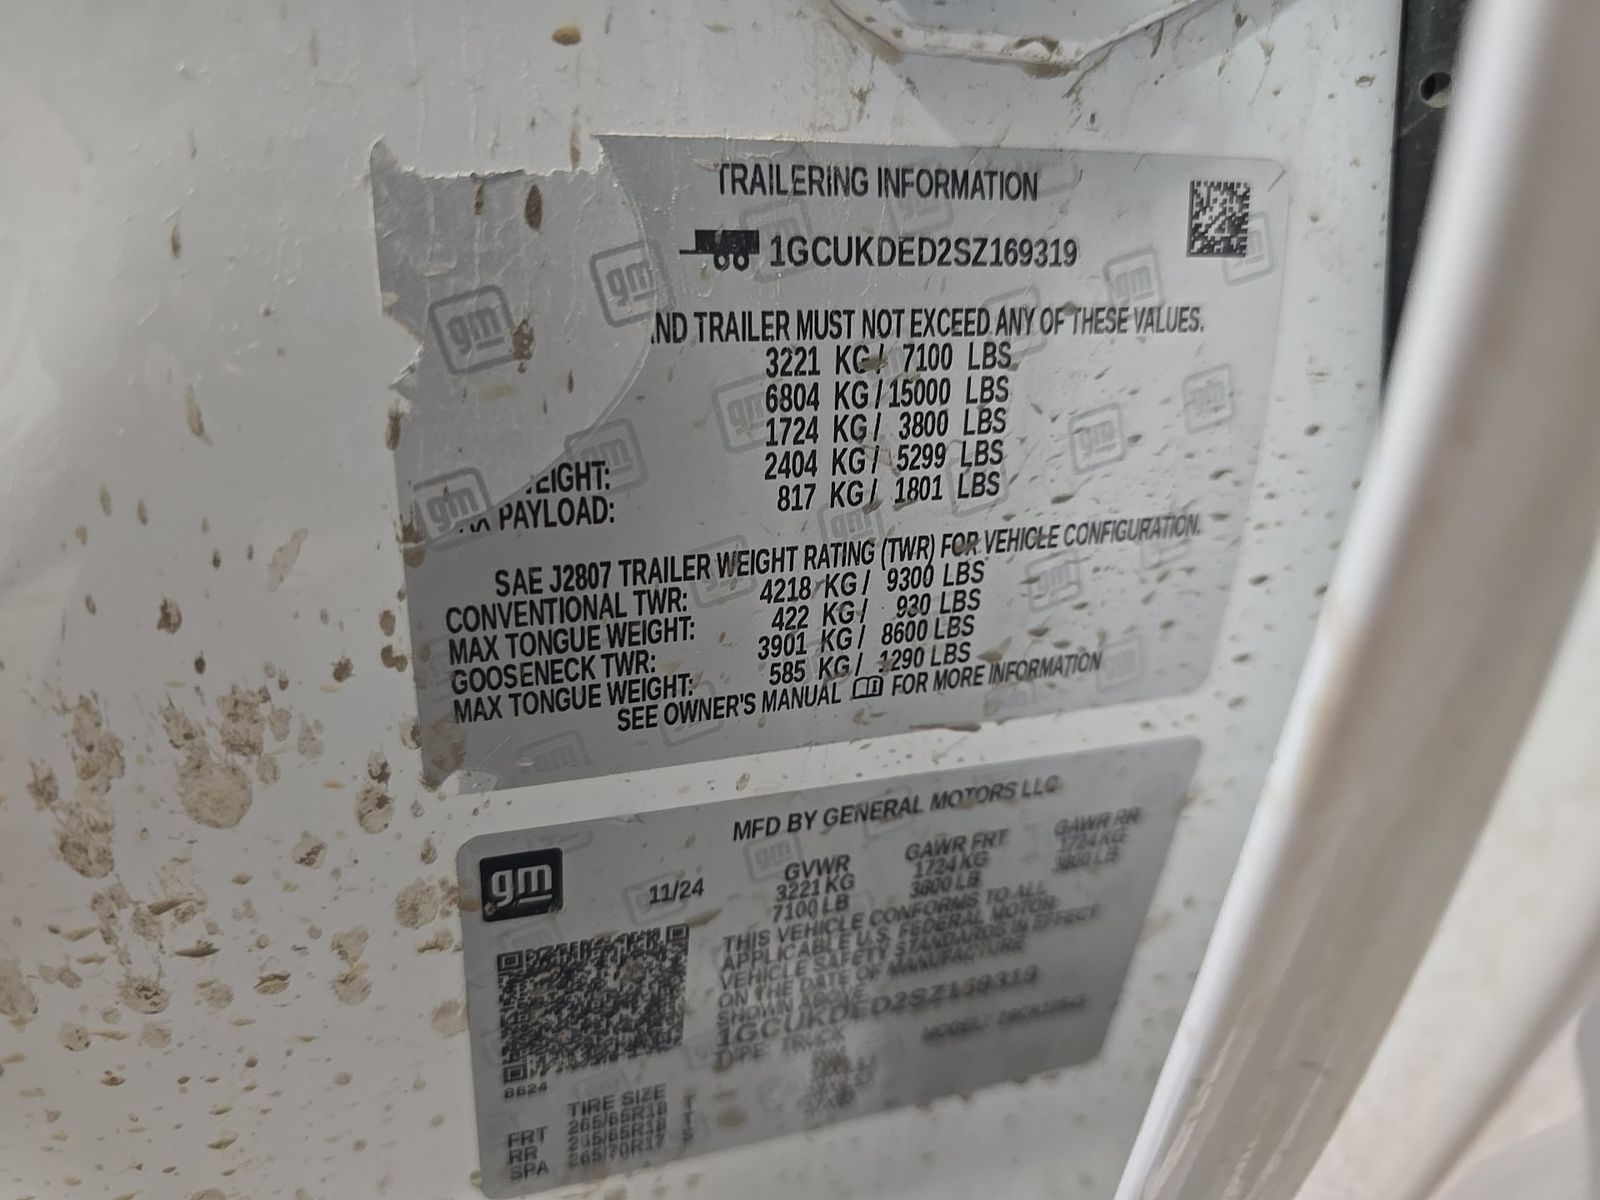 TRAILERING INFORMATION
1GCUKDED2SZ169319
ND TRAILER MUST NOT EXCEED ANY OF THESE VALUES.
3221 KG/ 7100 LBS
6804 KG/15000 LBS
1724 KG/ 3800 LBS
EIGHT: 2404 KG/ 5299 LBS
PAYLOAD: 817 KG/ 1801 LBS
SAE J2807 TRAILER WEIGHT RATING (TWR) FOR VEHICLE CONFIGURATION.
CONVENTIONAL TWR: 4218 KG/ 9300 LBS
MAX TONGUE WEIGHT: 422 KG/ 930 LBS
GOOSENECK TWR: 3901 KG/ 8600 LBS
MAX TONGUE WEIGHT: 585 KG/ 1290 LBS
SEE OWNER'S MANUAL FOR MORE INFORMATION
MFD BY GENERAL MOTORS LLC
gm 11/24 GVWR GAWR FRT GAWR RR
3221 KG 1724 KG 1724 KG
7100 LB 3800 LB 3800 LB
THIS VEHICLE CONFORMS TO ALL
APPLICABLE U.S. FEDERAL MOTOR
VEHICLE SAFETY STANDARDS IN EFFECT
ON THE DATE OF MANUFACTURE
SHOWN ABOVE
1GCUKDED2SZ169319
TYPE: TRUCK MODEL:
8624
TIRE SIZE
FRT 265/65R18
RR 265/65R18
SPA 265/70R17